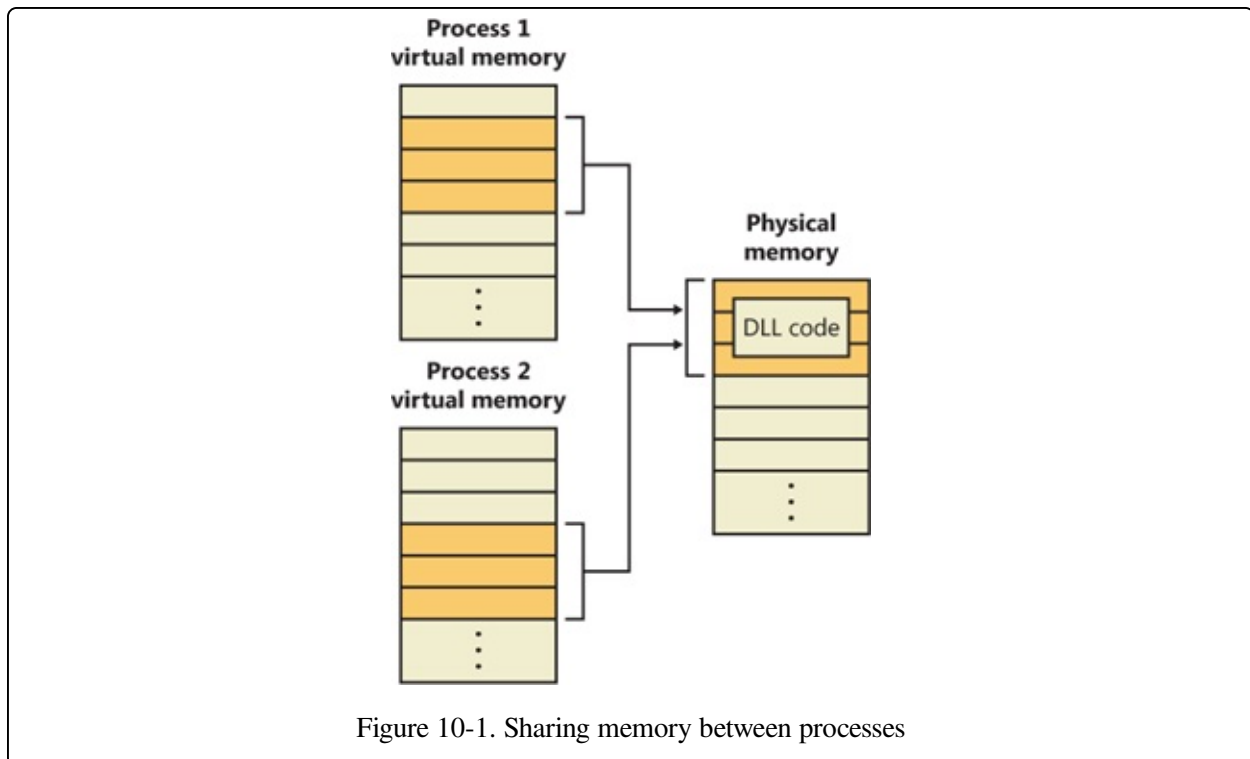 Process 1
virtual memory
Physical
memory
DLL code
Process 2
virtual memory
Figure 10-1. Sharing memory between processes